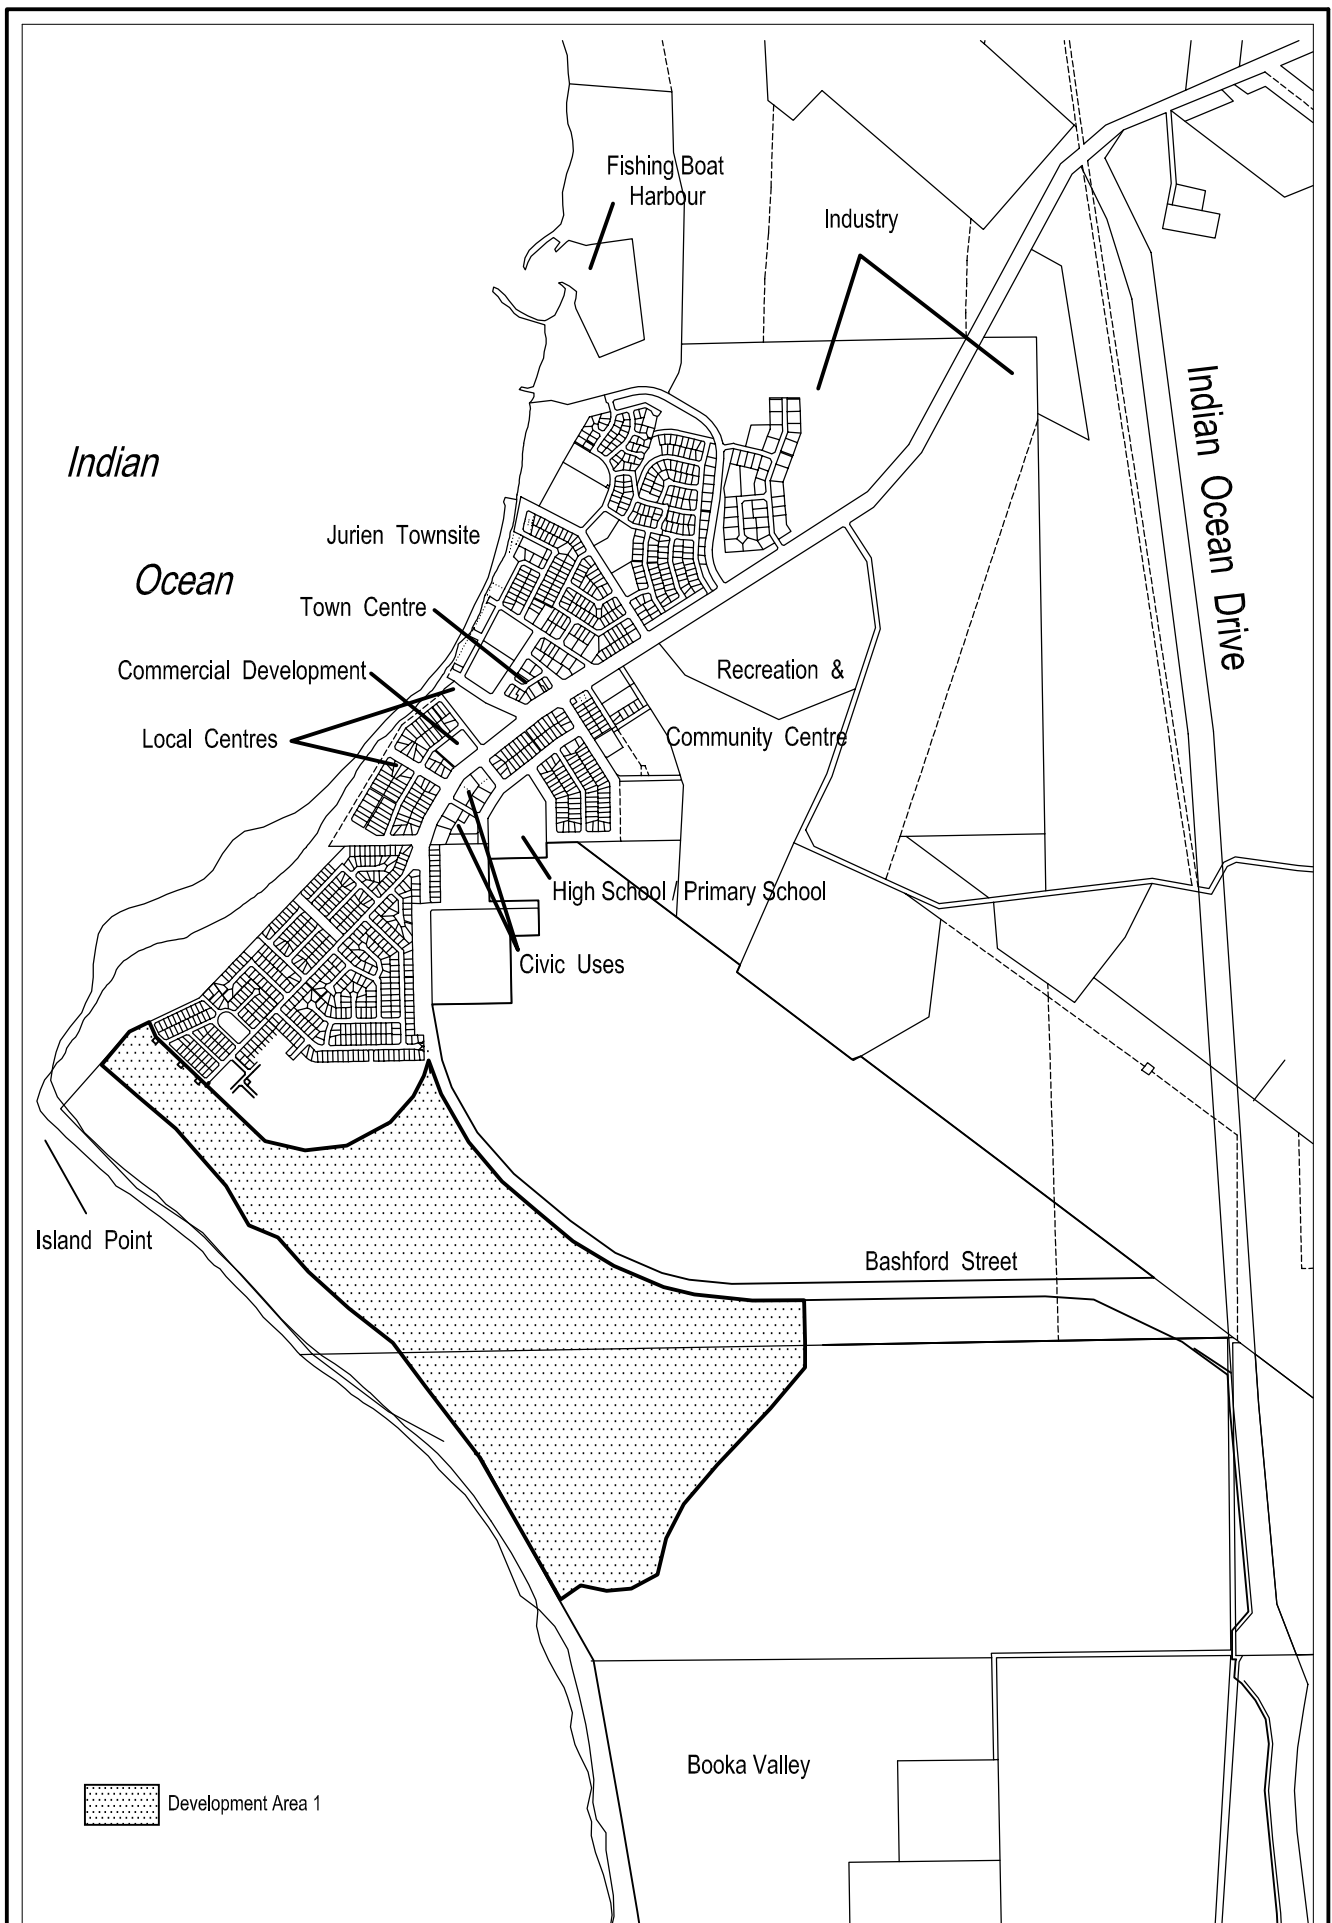 Fishing Boat
Harbour
Industry
Indian Ocean Drive
Indian
Ocean
Jurien Townsite
Town Centre
Commercial Development
Local Centres
Recreation &
Community Centre
High School / Primary School
Civic Uses
Island Point
Bashford Street
Booka Valley
Development Area 1